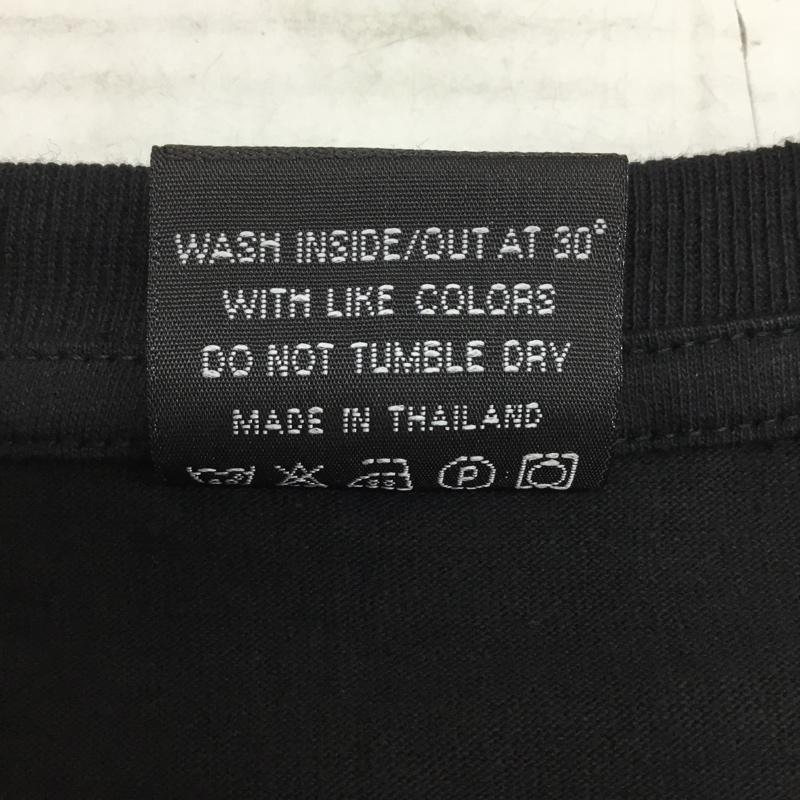 WASH INSIDE/OUT AT 30°
WITH LIKE COLORS
DO NOT TUMBLE DRY
MADE IN THAILAND
P